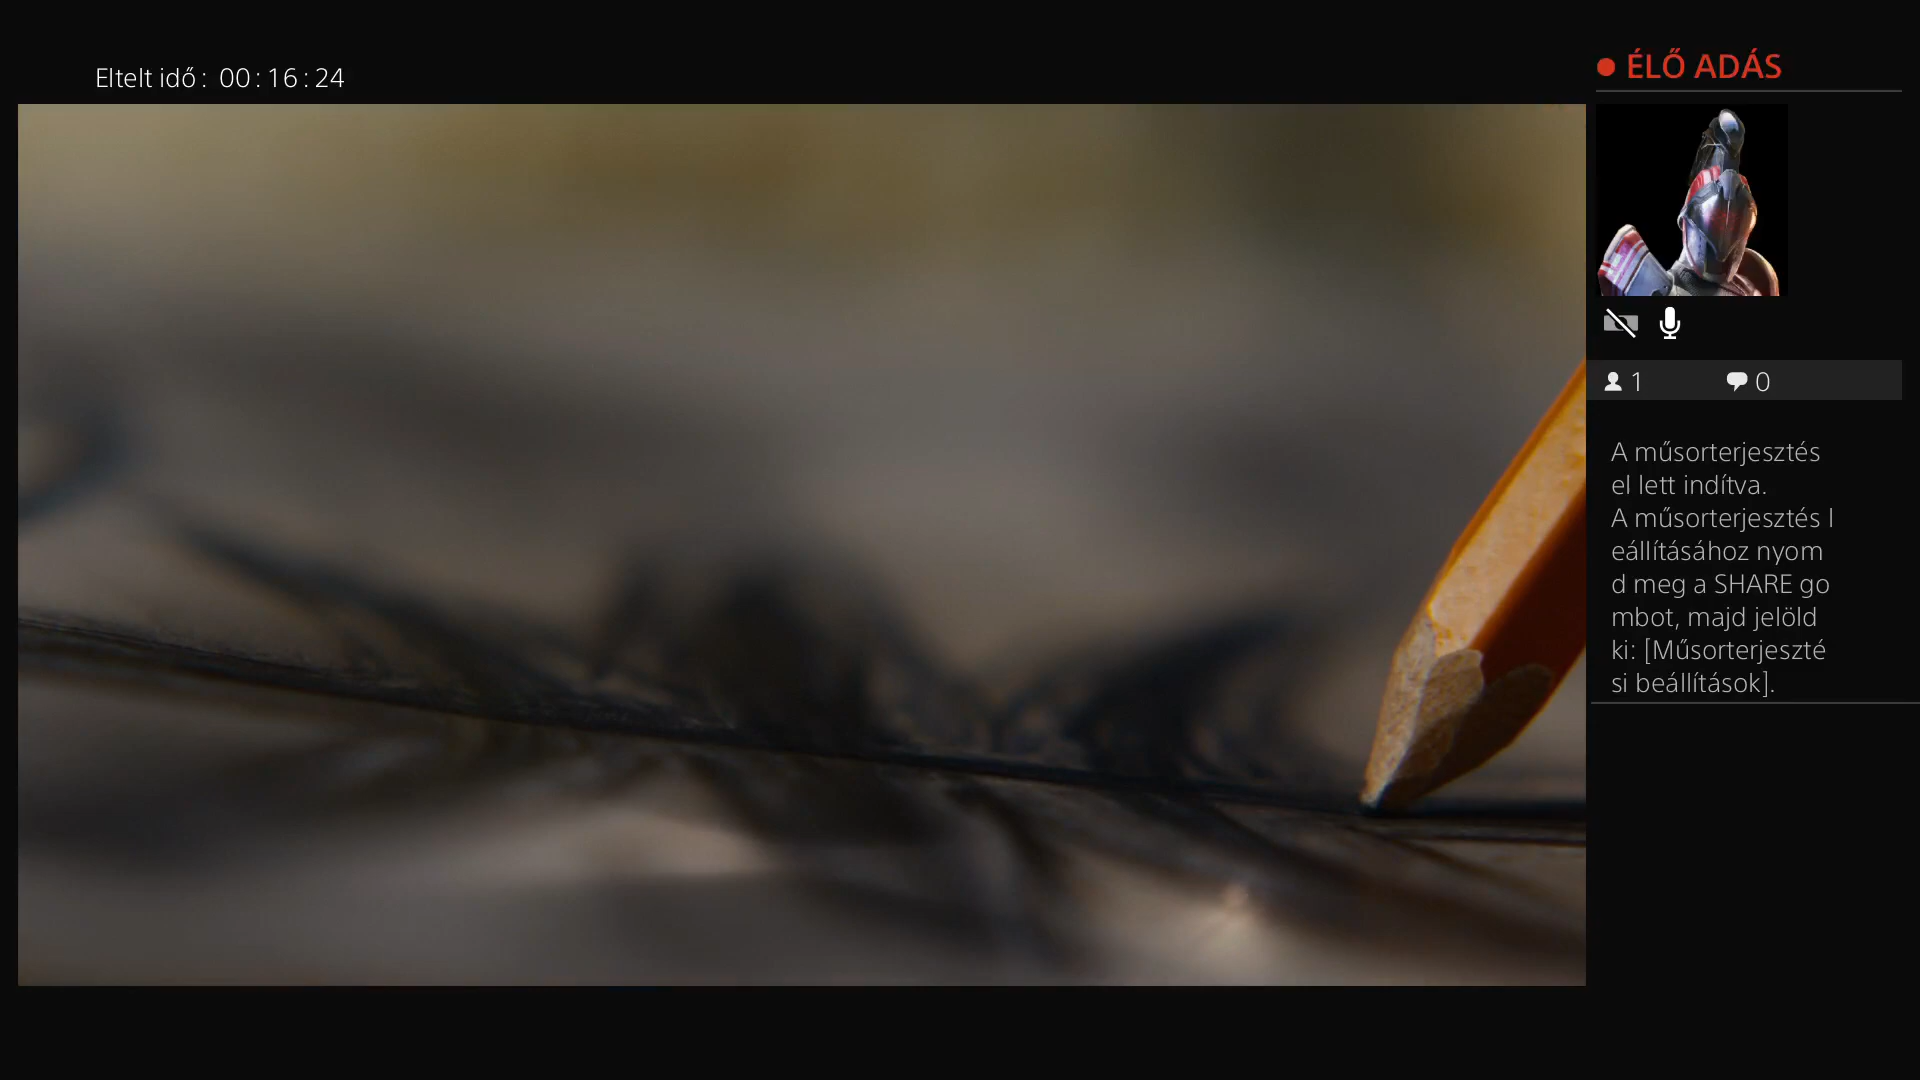 Eltelt idő: 00:16:24
ÉLŐ ADÁS
1
0
A műsorterjesztés
el lett indítva.
A műsorterjesztés l
eállításához nyom
d meg a SHARE go
mbot, majd jelöld
ki: [Műsorterjeszté
si beállítások].